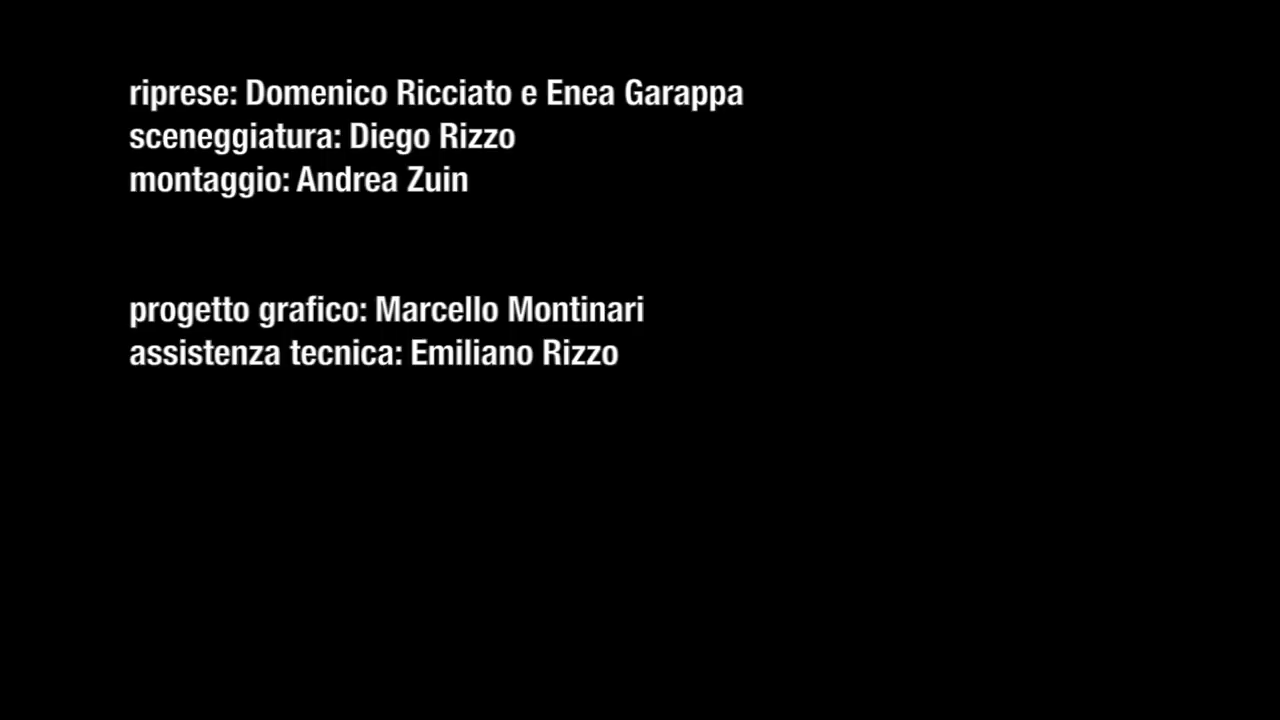 riprese: Domenico Ricciato e Enea Garappa
sceneggiatura: Diego Rizzo
montaggio: Andrea Zuin
progetto grafico: Marcello Montinari
assistenza tecnica: Emiliano Rizzo